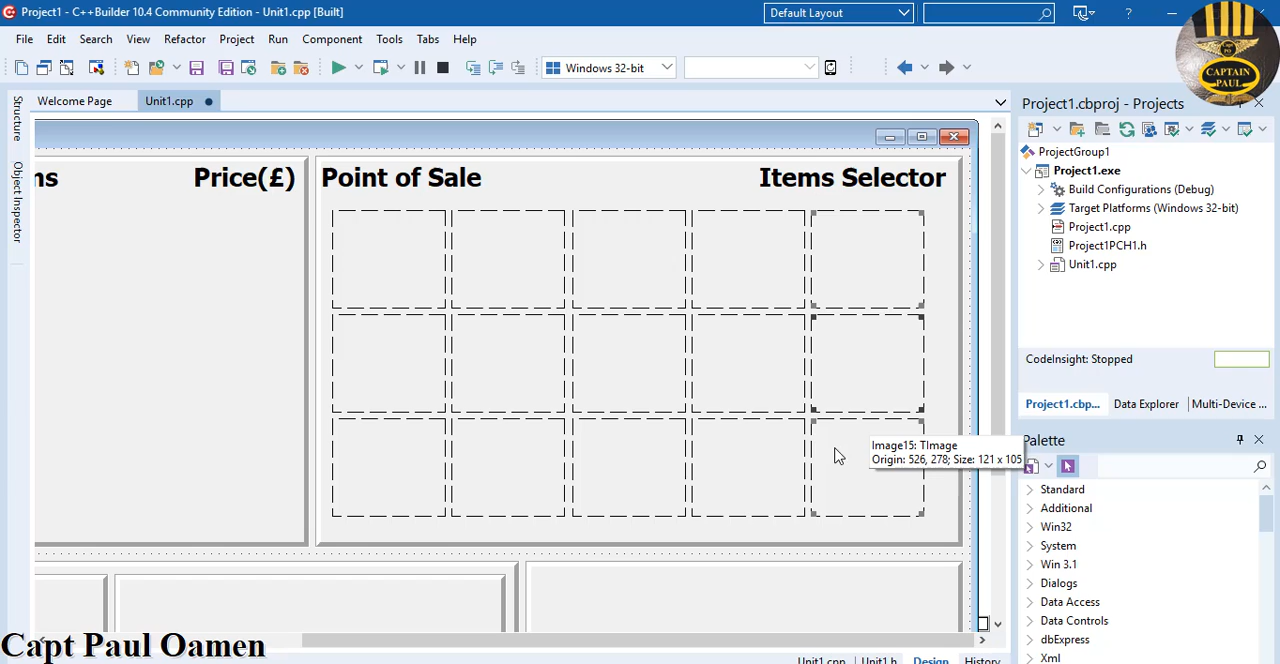 Project1 - C++Builder 10.4 Community Edition - Unit1.cpp [Built]
Default Layout
?
File Edit Search View Refactor Project Run Component Tools Tabs Help
Windows 32-bit
Capt Po
CAPTAIN
PAUL
Welcome Page
Unit1.cpp
Structure
Object Inspector
ns
Price(£)
Point of Sale
Items Selector
Image15: TImage
Origin: 526, 278; Size: 121 x 105
Project1.cbproj - Projects
ProjectGroup1
Project1.exe
Build Configurations (Debug)
Target Platforms (Windows 32-bit)
Project1.cpp
Project1PCH1.h
Unit1.cpp
CodeInsight: Stopped
Project1.cbp...
Data Explorer
Multi-Device ...
Palette
Standard
Additional
Win32
System
Win 3.1
Dialogs
Data Access
Data Controls
dbExpress
Xml
Capt Paul Oamen
Unit1.cpp
Unit1.h
Design
History